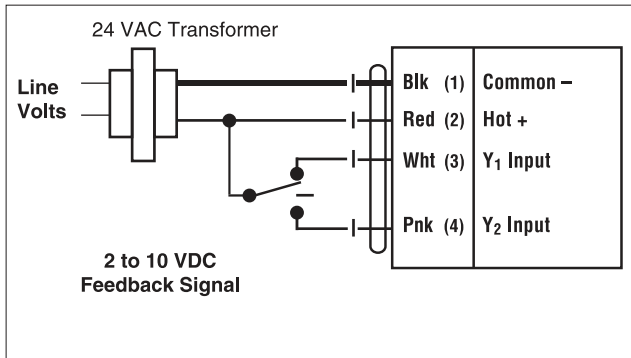 24 VAC Transformer
Line
Volts
Blk (1) Common –
Red (2) Hot +
Wht (3) Y₁ Input
Pnk (4) Y₂ Input
2 to 10 VDC
Feedback Signal